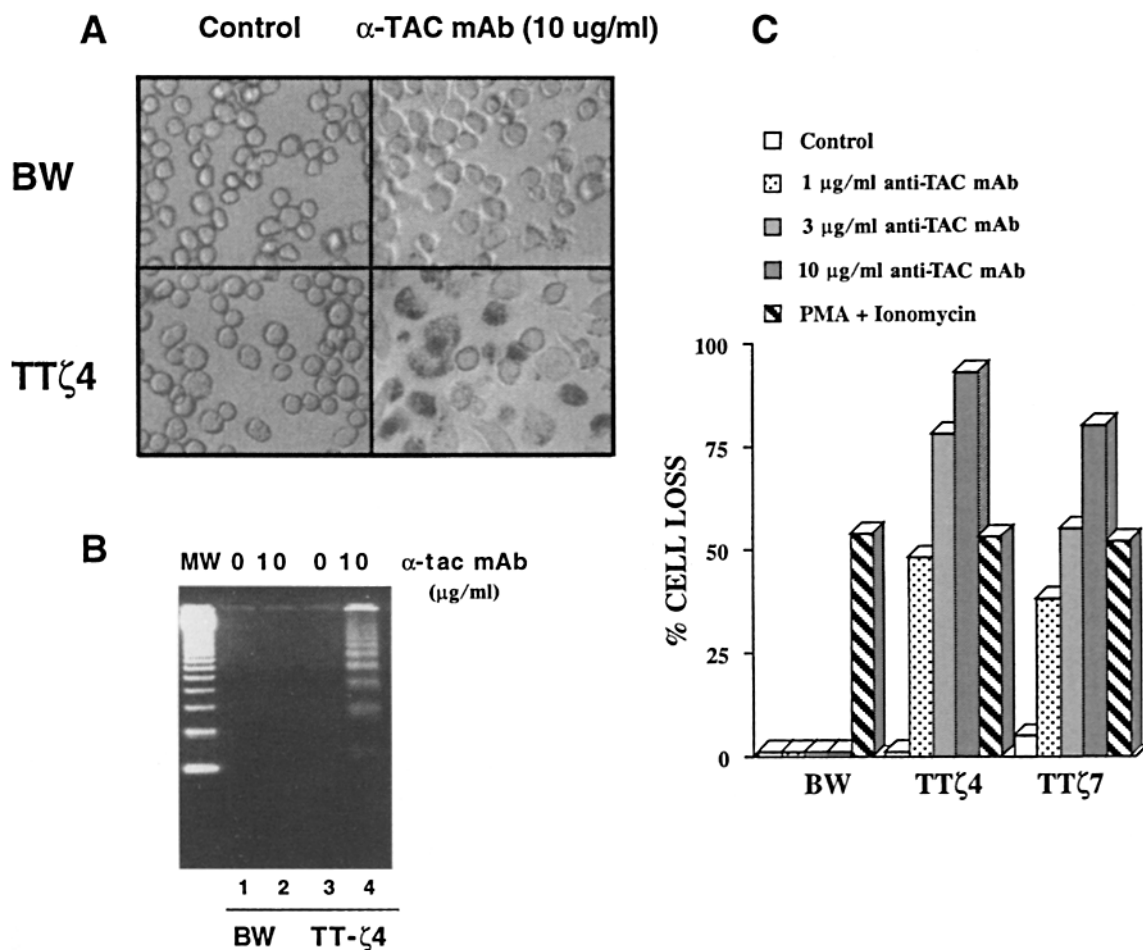 A
Control
α-TAC mAb (10 ug/ml)
BW
TTζ4
B
MW 0 10 0 10 α-tac mAb
(μg/ml)
1 2 3 4
BW TT-ζ4
C
Control
1 μg/ml anti-TAC mAb
3 μg/ml anti-TAC mAb
10 μg/ml anti-TAC mAb
PMA + Ionomycin
% CELL LOSS
100
75
50
25
0
BW TTζ4 TTζ7